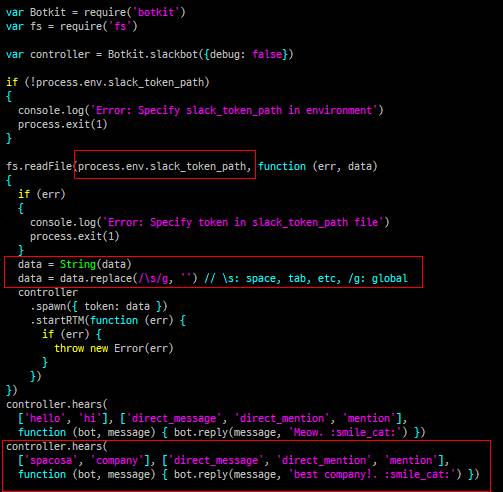 var Botkit = require('botkit')
var fs = require('fs')
var controller = Botkit.slackbot({debug: false})
if (!process.env.slack_token_path)
{
console.log('Error: Specify slack_token_path in environment')
process.exit(1)
}
fs.readFile(process.env.slack_token_path, function (err, data)
{
if (err)
{
console.log('Error: Specify token in slack_token_path file')
process.exit(1)
}
data = String(data)
data = data.replace(/\s/g, '') // \s: space, tab, etc, /g: global
controller
.spawn({ token: data })
.startRTM(function (err) {
if (err) {
throw new Error(err)
}
})
})
controller.hears(
['hello', 'hi'], ['direct_message', 'direct_mention', 'mention'],
function (bot, message) { bot.reply(message, 'Meow. :smile_cat:') })
controller.hears(
['spacosa', 'company'], ['direct_message', 'direct_mention', 'mention'],
function (bot, message) { bot.reply(message, 'best company!. :smile_cat:') })